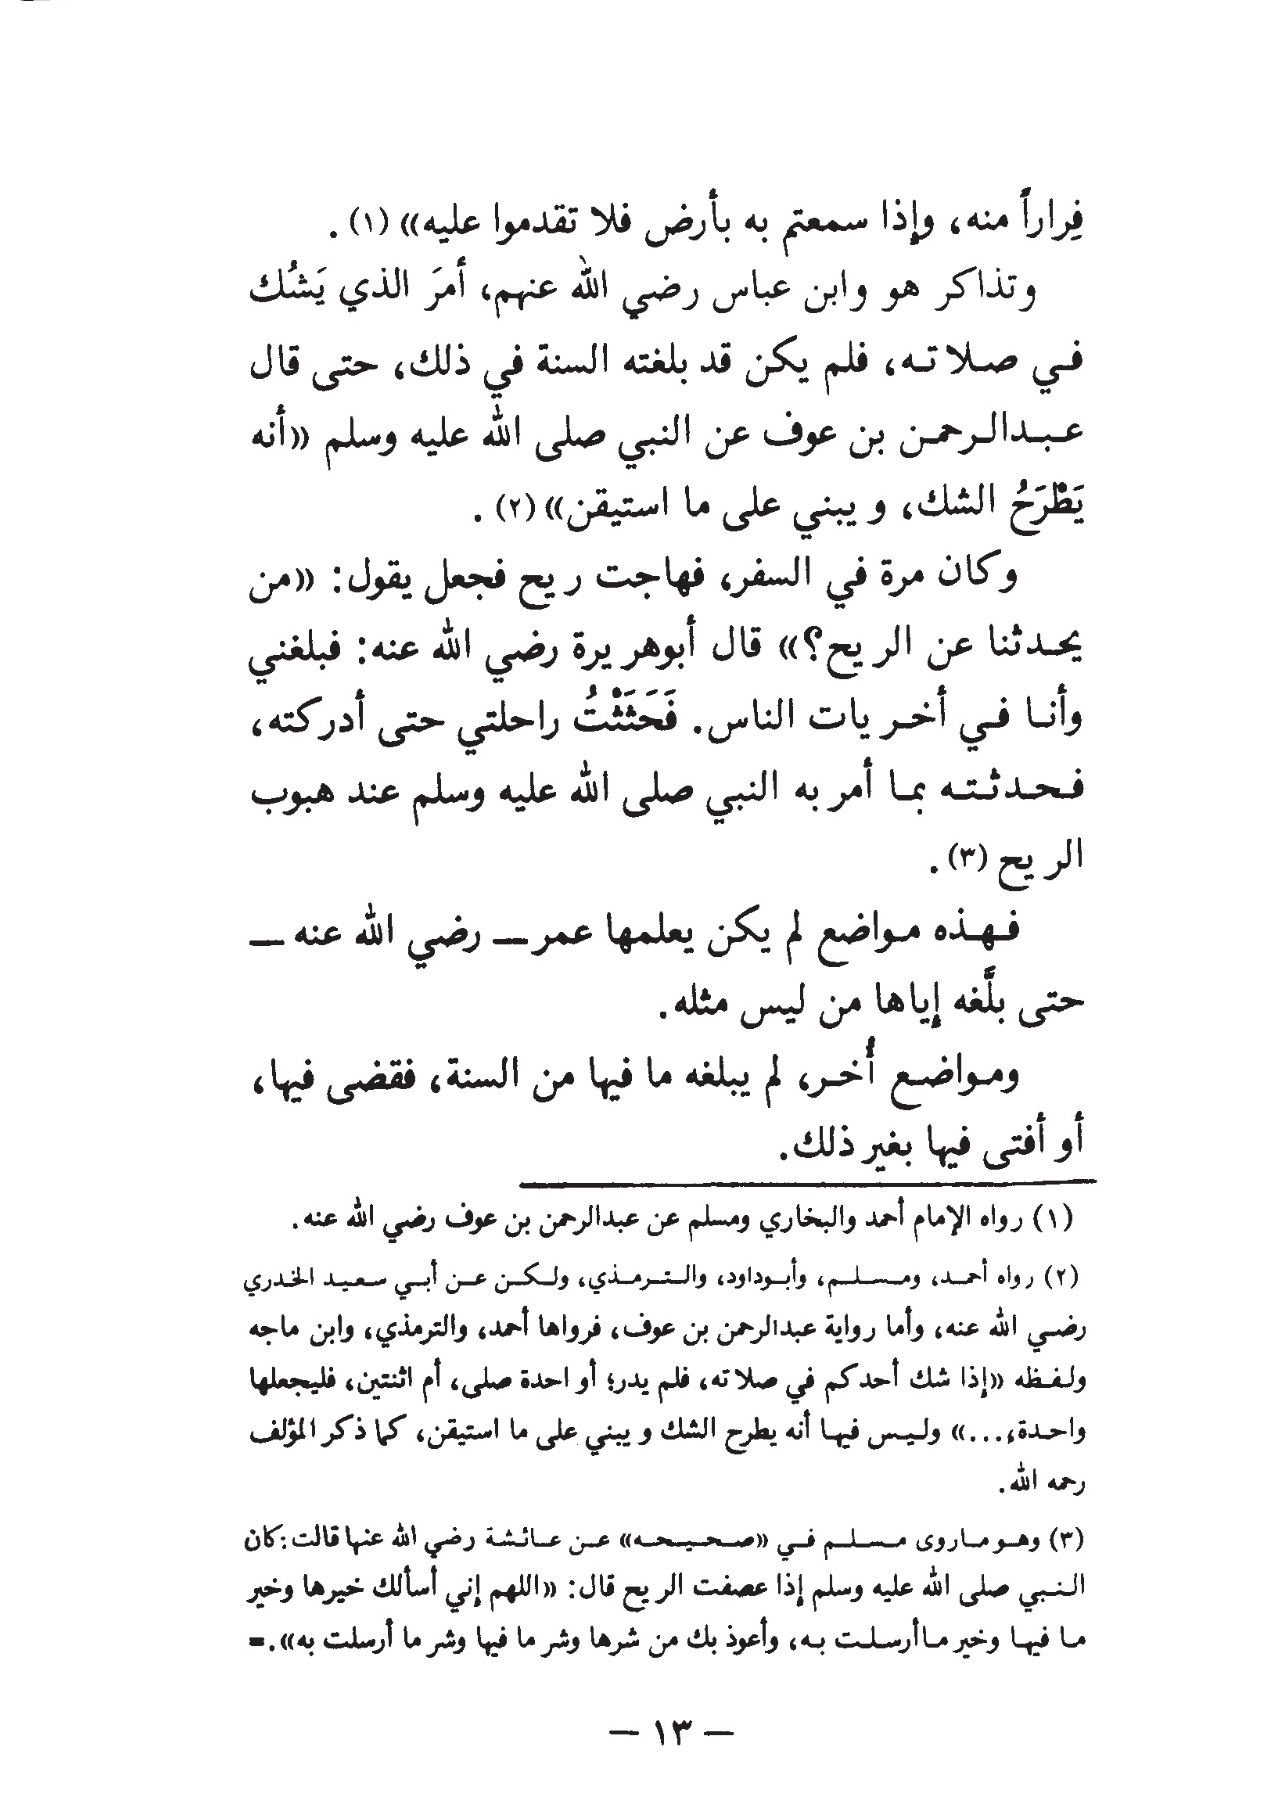 فِراراً منه، وإذا سمعتم به بأرض فلا تقدموا عليه» (١).
وتذاكر هو وابن عباس رضي الله عنهم، أمرَ الذي يَشُك
في صلاته، فلم يكن قد بلغته السنة في ذلك، حتى قال
عبدالرحمن بن عوف عن النبي صلى الله عليه وسلم «أنه
يَطْرَحُ الشك، ويبني على ما استيقن» (٢).
وكان مرة في السفر، فهاجت ريح فجعل يقول: «من
يحدثنا عن الريح؟» قال أبوهريرة رضي الله عنه: فبلغني
وأنا في أخريات الناس. فَحَثَثْتُ راحلتي حتى أدركته،
فحدثته بما أمر به النبي صلى الله عليه وسلم عند هبوب
الريح (٣).
فهذه مواضع لم يكن يعلمها عمر — رضي الله عنه —
حتى بلَّغه إياها من ليس مثله.
ومواضع أُخر، لم يبلغه ما فيها من السنة، فقضى فيها،
أو أفتى فيها بغير ذلك.
(١) رواه الإمام أحمد والبخاري ومسلم عن عبدالرحمن بن عوف رضي الله عنه.
(٢) رواه أحمد، ومسلم، وأبوداود، والترمذي، ولكن عن أبي سعيد الخدري
رضي الله عنه، وأما رواية عبدالرحمن بن عوف، فرواها أحمد، والترمذي، وابن ماجه
ولفظه «إذا شك أحدكم في صلاته، فلم يدر؛ أواحدة صلى، أم اثنتين، فليجعلها
واحدة،...» وليس فيها أنه يطرح الشك ويبني على ما استيقن، كما ذكر المؤلف
رحمه الله.
(٣) وهو ماروى مسلم في «صحيحه» عن عائشة رضي الله عنها قالت: كان
النبي صلى الله عليه وسلم إذا عصفت الريح قال: «اللهم إني أسألك خيرها وخير
ما فيها وخير ما أرسلت به، وأعوذ بك من شرها وشر ما فيها وشر ما أرسلت به». =
— ١٣ —